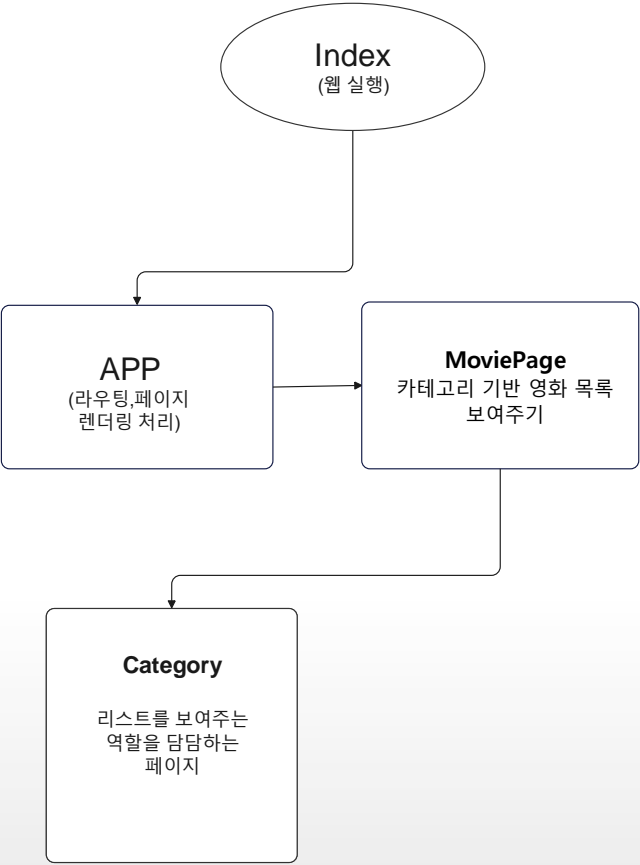 Index
(웹 실행)
APP
(라우팅,페이지
렌더링 처리)
MoviePage
카테고리 기반 영화 목록
보여주기
Category
리스트를 보여주는
역할을 담담하는
페이지